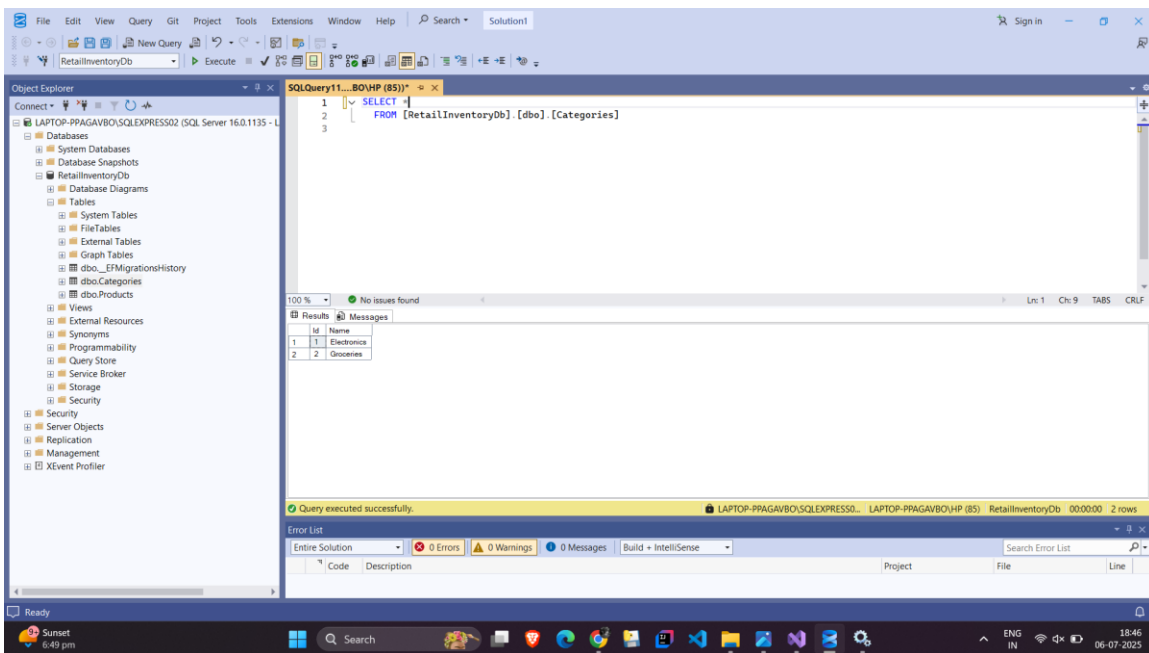 File Edit View Query Git Project Tools Extensions Window Help Search Solution1 Sign in
New Query
RetailInventoryDb Execute
Object Explorer
Connect
LAPTOP-PPAGAVBO\SQLEXPRESS02 (SQL Server 16.0.1135 - L
Databases
System Databases
Database Snapshots
RetailInventoryDb
Database Diagrams
Tables
System Tables
FileTables
External Tables
Graph Tables
dbo.__EFMigrationsHistory
dbo.Categories
dbo.Products
Views
External Resources
Synonyms
Programmability
Query Store
Service Broker
Storage
Security
Security
Server Objects
Replication
Management
XEvent Profiler
SQLQuery11....BO\HP (85))*
1 SELECT *
2 FROM [RetailInventoryDb].[dbo].[Categories]
3
100 % No issues found Ln: 1 Ch: 9 TABS CRLF
Results Messages
Id Name
1 1 Electronics
2 2 Groceries
Query executed successfully. LAPTOP-PPAGAVBO\SQLEXPRESS0... LAPTOP-PPAGAVBO\HP (85) RetailInventoryDb 00:00:00 2 rows
Error List
Entire Solution 0 Errors 0 Warnings 0 Messages Build + IntelliSense Search Error List
Code Description Project File Line
Ready
9+ Sunset
6:49 pm
Search
ENG
IN
18:46
06-07-2025